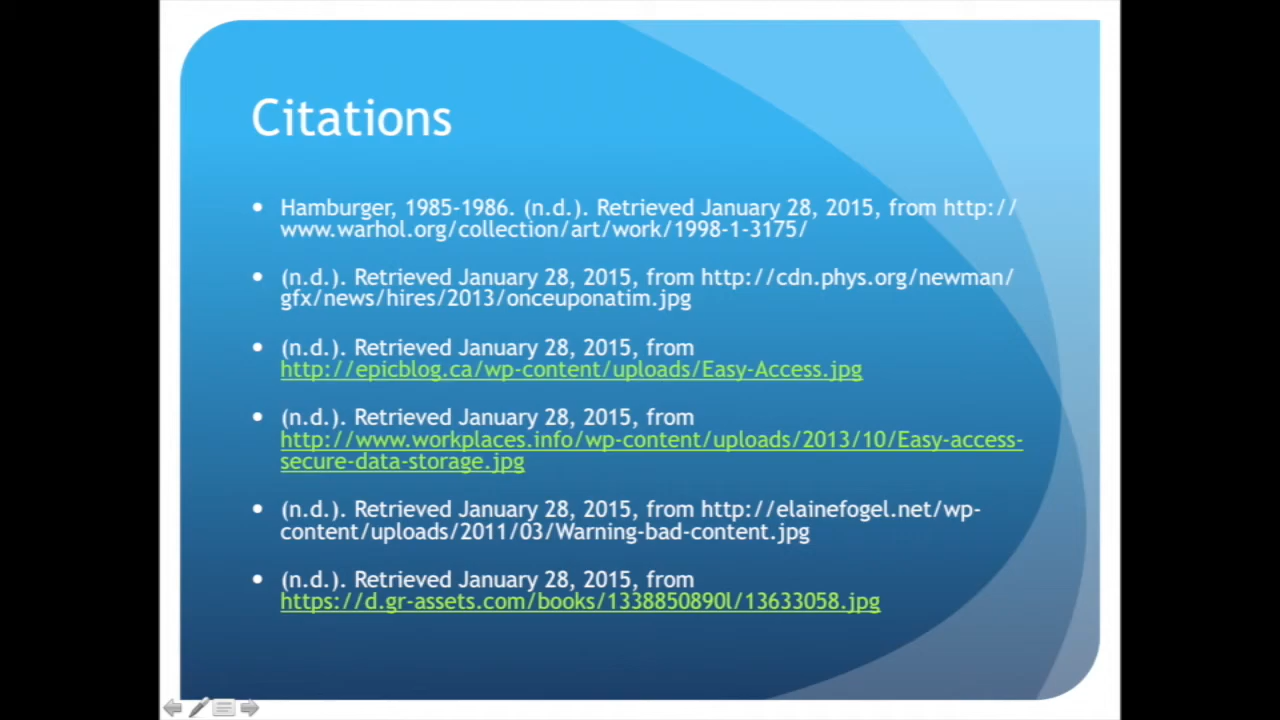 Citations
• Hamburger, 1985-1986. (n.d.). Retrieved January 28, 2015, from http://
www.warhol.org/collection/art/work/1998-1-3175/
• (n.d.). Retrieved January 28, 2015, from http://cdn.phys.org/newman/
gfx/news/hires/2013/onceuponatim.jpg
• (n.d.). Retrieved January 28, 2015, from
http://epicblog.ca/wp-content/uploads/Easy-Access.jpg
• (n.d.). Retrieved January 28, 2015, from
http://www.workplaces.info/wp-content/uploads/2013/10/Easy-access-
secure-data-storage.jpg
• (n.d.). Retrieved January 28, 2015, from http://elainefogel.net/wp-
content/uploads/2011/03/Warning-bad-content.jpg
• (n.d.). Retrieved January 28, 2015, from
https://d.gr-assets.com/books/1338850890l/13633058.jpg